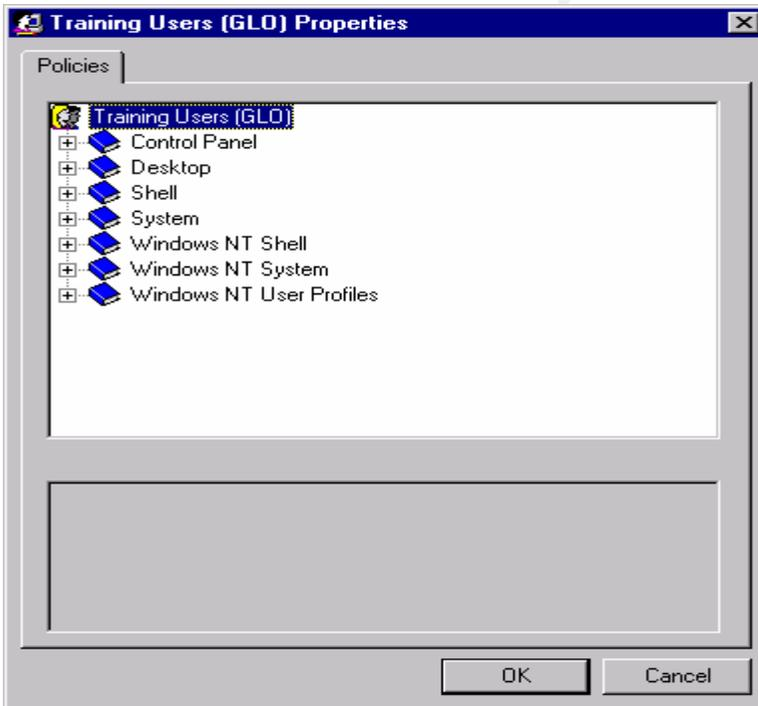 Training Users (GLO) Properties
Policies
Training Users (GLO)
Control Panel
Desktop
Shell
System
Windows NT Shell
Windows NT System
Windows NT User Profiles
OK
Cancel